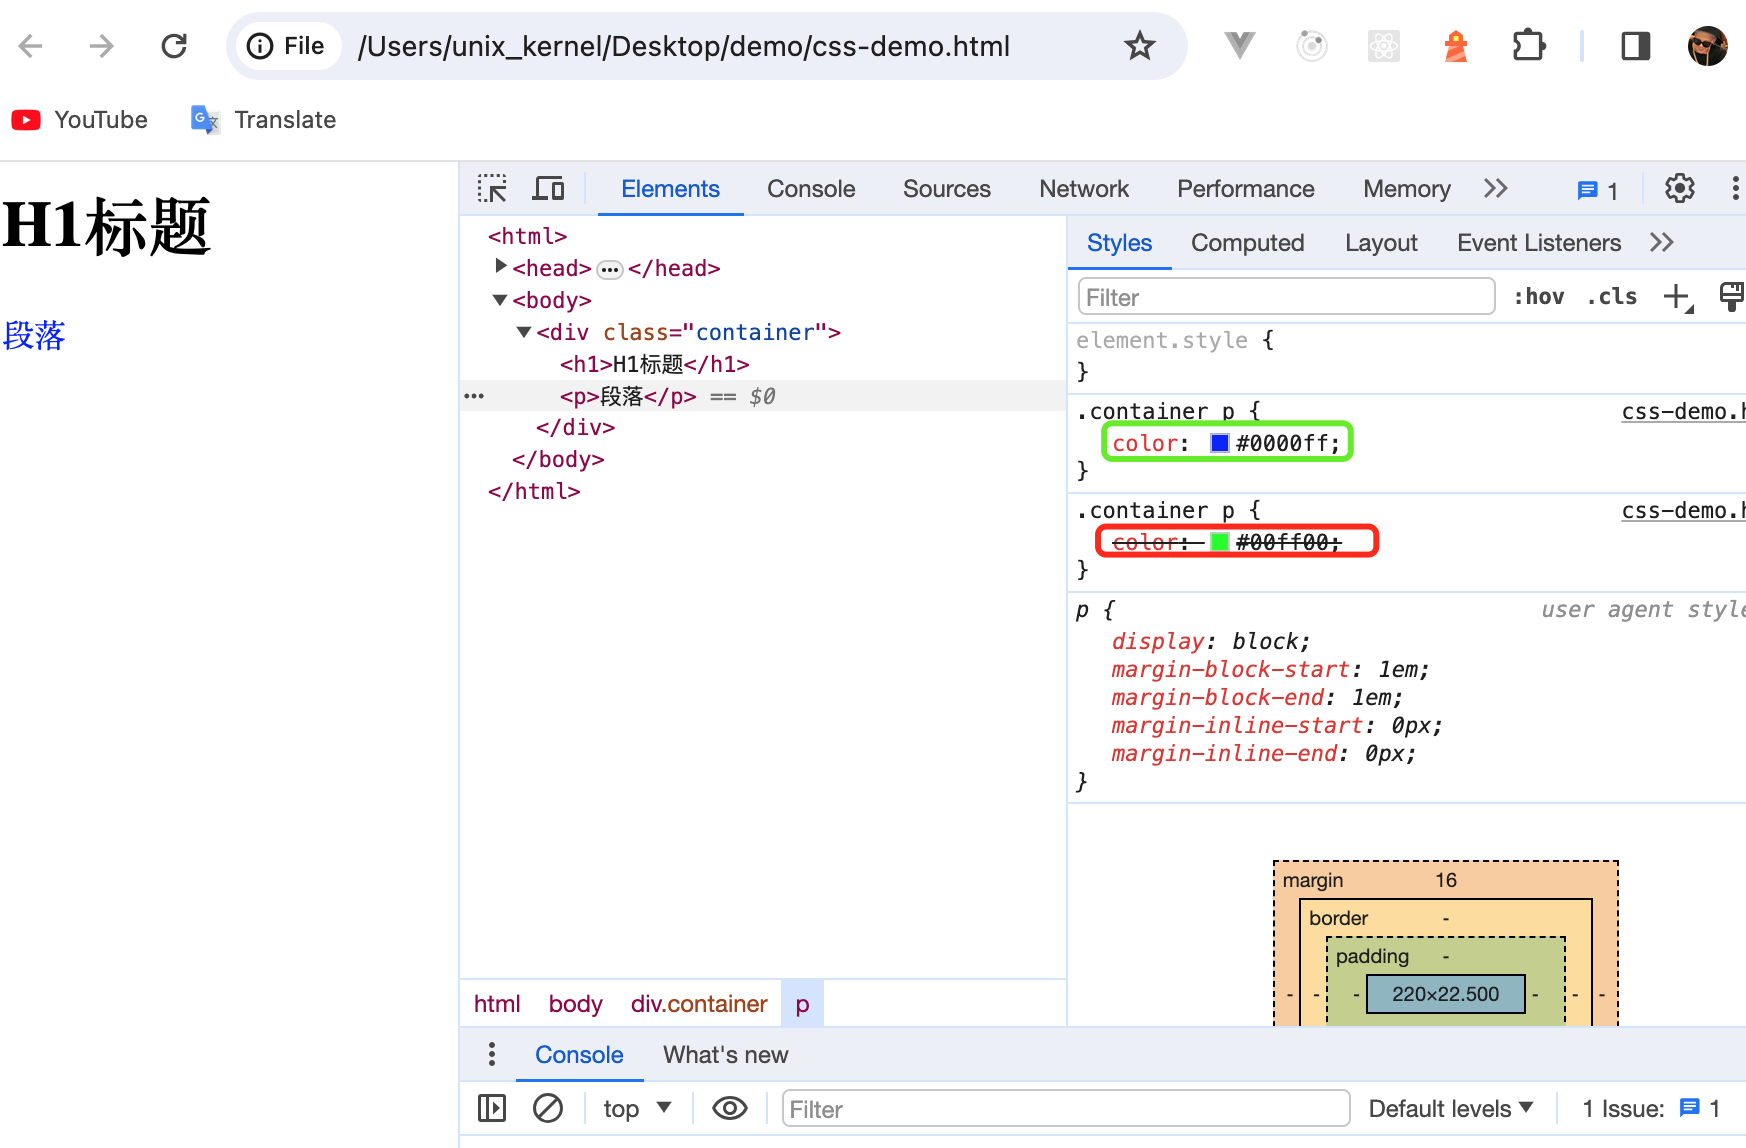 File /Users/unix_kernel/Desktop/demo/css-demo.html
YouTube Translate
H1标题
段落
Elements Console Sources Network Performance Memory 1
<html>
<head> ••• </head>
<body>
<div class="container">
<h1>H1标题</h1>
••• <p>段落</p> == $0
</div>
</body>
</html>
html body div.container p
Styles Computed Layout Event Listeners
Filter :hov .cls
element.style {
}
.container p { css-demo.h
color: #0000ff;
}
.container p { css-demo.h
color: #00ff00;
}
p { user agent style
display: block;
margin-block-start: 1em;
margin-block-end: 1em;
margin-inline-start: 0px;
margin-inline-end: 0px;
}
margin 16
border -
padding -
- - - 220×22.500 - - -
Console What's new
top Filter Default levels 1 Issue: 1